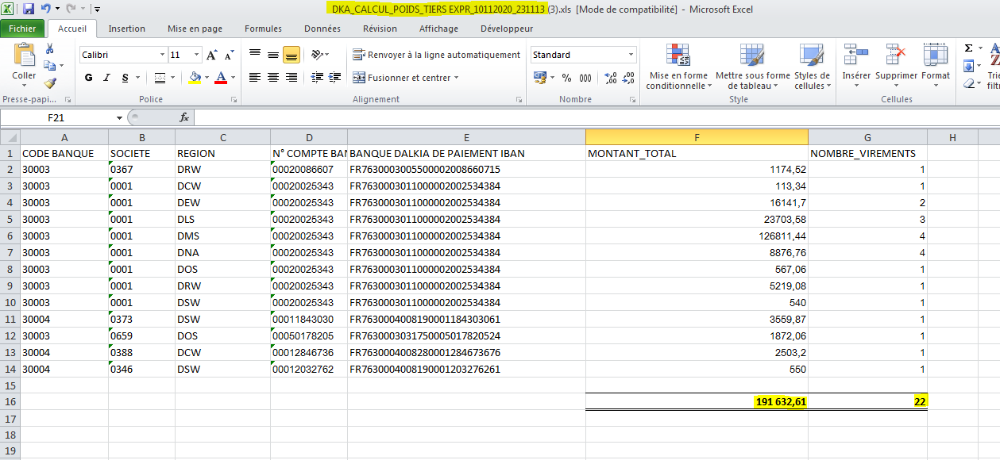 DKA_CALCUL_POIDS_TIERS EXPR_10112020_231113 (3).xls [Mode de compatibilité] - Microsoft Excel
Fichier Accueil Insertion Mise en page Formules Données Révision Affichage Développeur
Coller
Presse-papi...
Calibri 11 A A
G I S A
Police
Renvoyer à la ligne automatiquement
Fusionner et centrer
Alignement
Standard
% 000
Nombre
Mise en forme conditionnelle
Mettre sous forme de tableau
Styles de cellules
Style
Insérer Supprimer Format
Cellules
Σ
F21 fx
A B C D E F G H
1 CODE BANQUE SOCIETE REGION N° COMPTE BAN BANQUE DALKIA DE PAIEMENT IBAN MONTANT_TOTAL NOMBRE_VIREMENTS
2 30003 0367 DRW 00020086607 FR7630003005500002008660715 1174,52 1
3 30003 0001 DCW 00020025343 FR7630003011000002002534384 113,34 1
4 30003 0001 DEW 00020025343 FR7630003011000002002534384 16141,7 2
5 30003 0001 DLS 00020025343 FR7630003011000002002534384 23703,58 3
6 30003 0001 DMS 00020025343 FR7630003011000002002534384 126811,44 4
7 30003 0001 DNA 00020025343 FR7630003011000002002534384 8876,76 4
8 30003 0001 DOS 00020025343 FR7630003011000002002534384 567,06 1
9 30003 0001 DRW 00020025343 FR7630003011000002002534384 5219,08 1
10 30003 0001 DSW 00020025343 FR7630003011000002002534384 540 1
11 30004 0373 DSW 00011843030 FR7630004008190001184303061 3559,87 1
12 30003 0659 DOS 00050178205 FR7630003031750005017820524 1872,06 1
13 30004 0388 DCW 00012846736 FR7630004008280001284673676 2503,2 1
14 30004 0346 DSW 00012032762 FR7630004008190001203276261 550 1
15
16 191 632,61 22
17
18
19